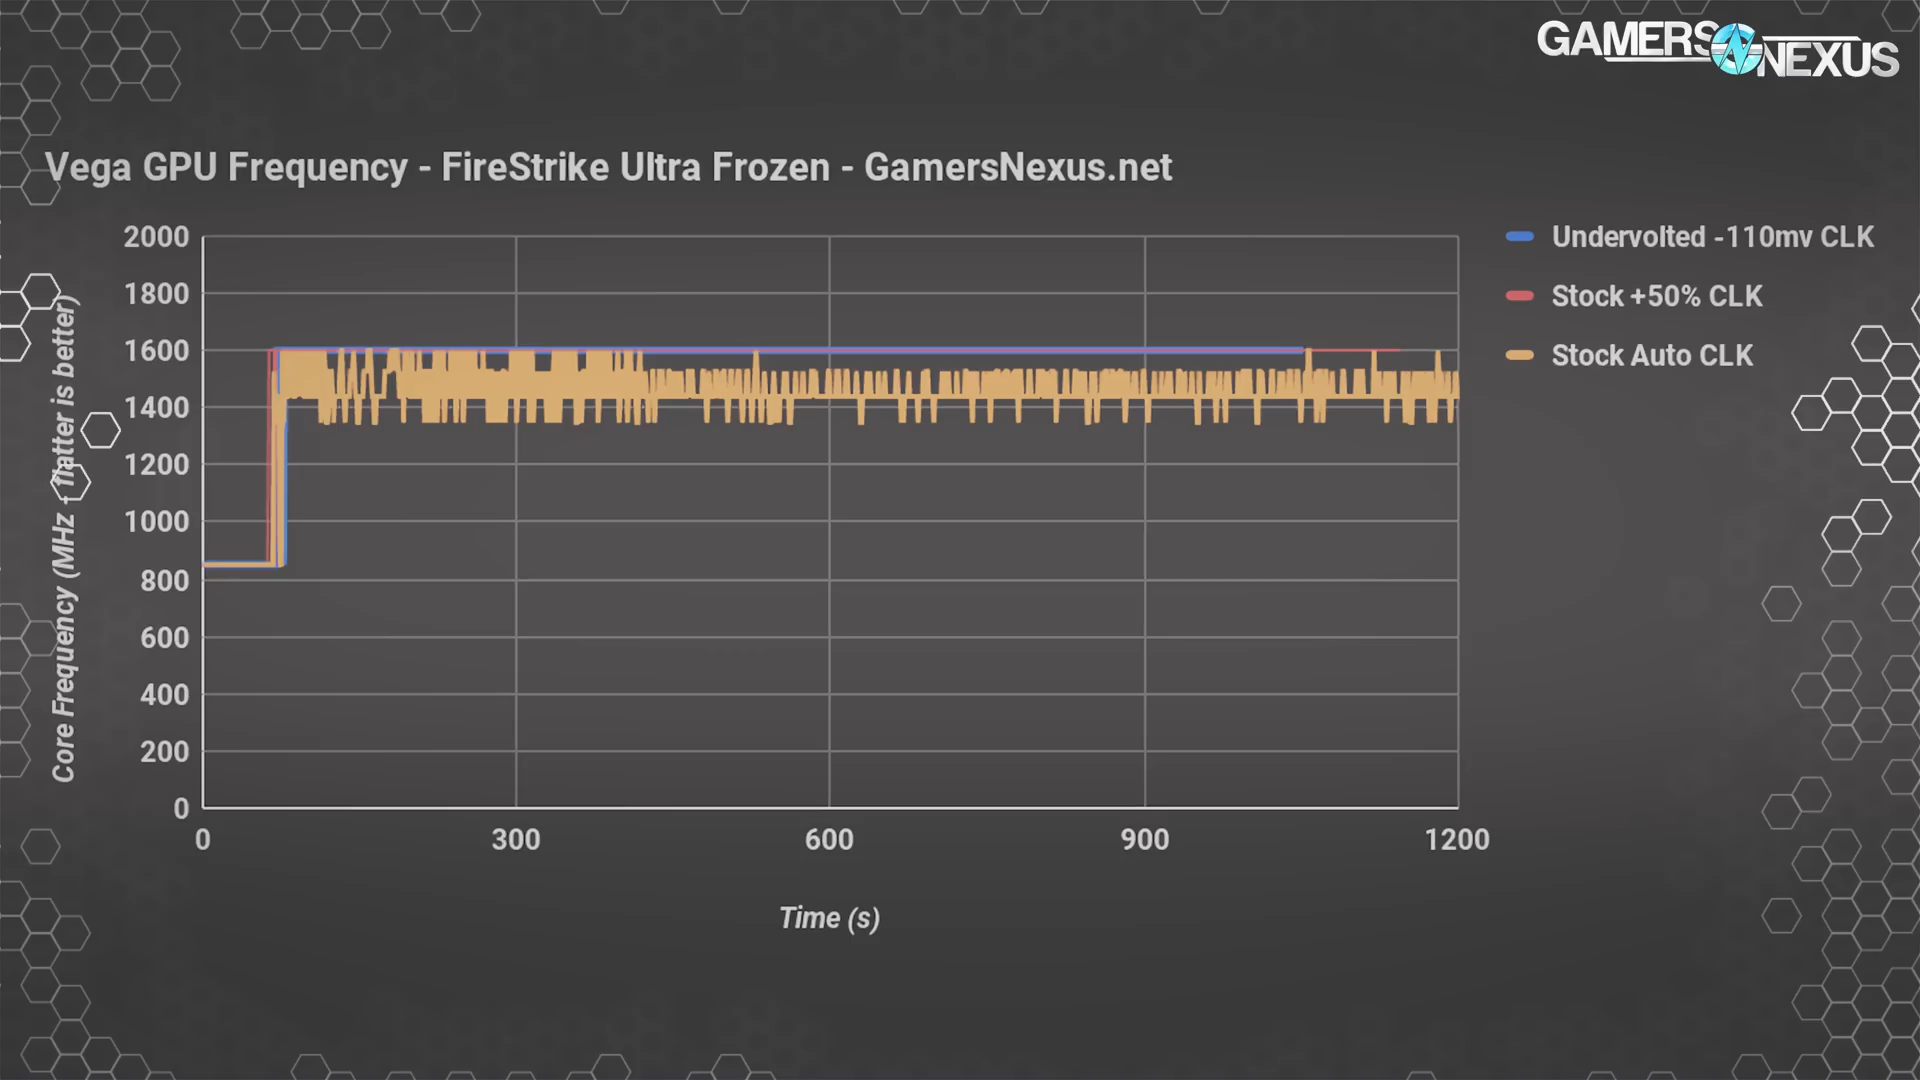 GAMERS NEXUS
Vega GPU Frequency - FireStrike Ultra Frozen - GamersNexus.net
Undervolted -110mv CLK
Stock +50% CLK
Stock Auto CLK
Core Frequency (MHz - flatter is better)
2000
1800
1600
1400
1200
1000
800
600
400
200
0
0 300 600 900 1200
Time (s)